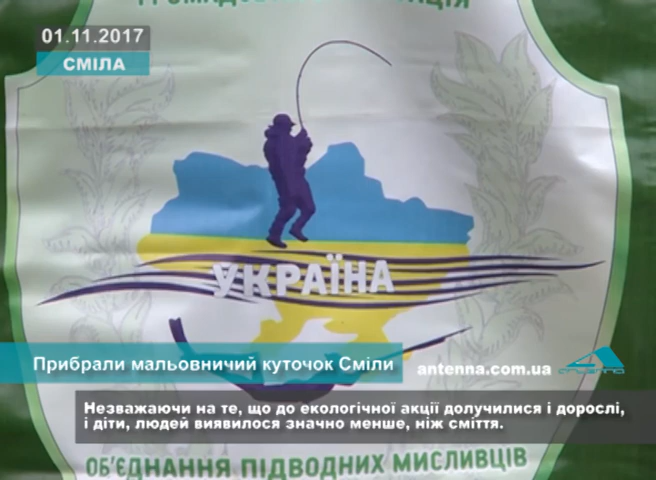 01.11.2017
СМІЛА
УКРАЇНА
Прибрали мальовничий куточок Сміли
antenna.com.ua
Незважаючи на те, що до екологічної акції долучилися і дорослі,
і діти, людей виявилося значно менше, ніж сміття.
ОБ'ЄДНАННЯ ПІДВОДНИХ МИСЛИВЦІВ